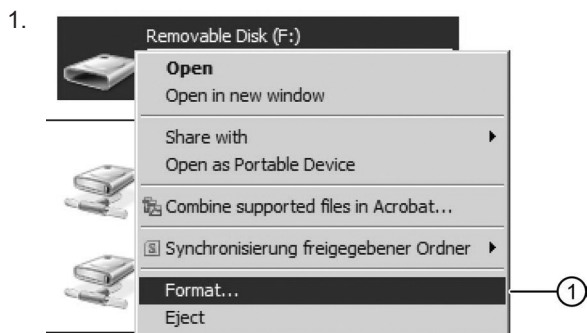 1.
Removable Disk (F:)
Open
Open in new window
Share with
Open as Portable Device
Combine supported files in Acrobat...
S Synchronisierung freigegebener Ordner
Format...
1
Eject